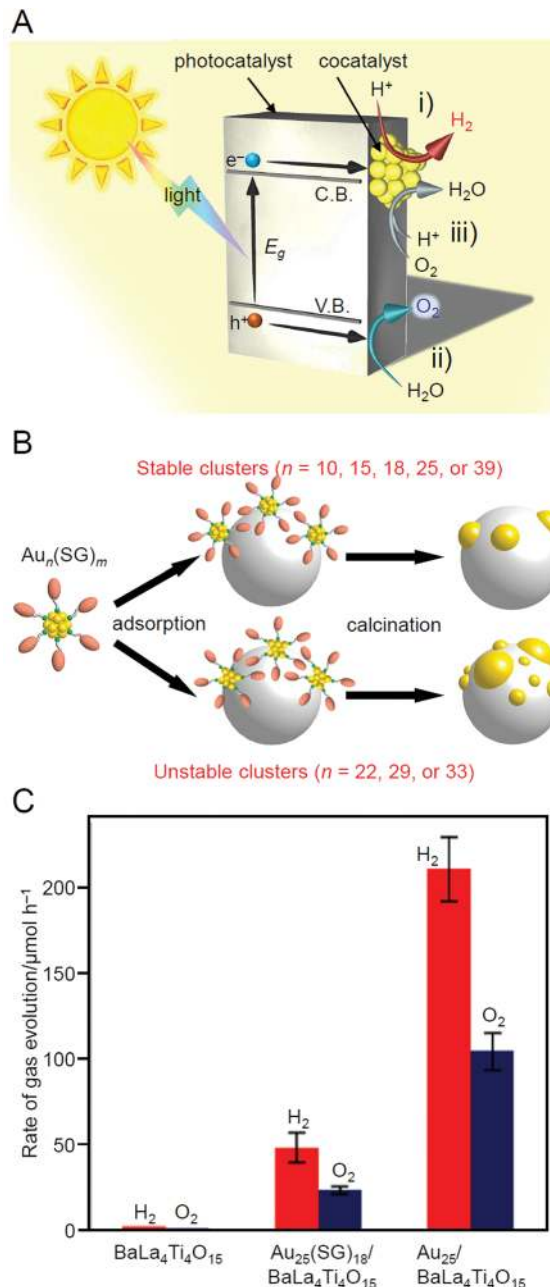 A
photocatalyst cocatalyst
H⁺ i)
H₂
e⁻
C.B.
H₂O
light
E_g
iii)
H⁺
O₂
V.B.
O₂
h⁺
ii)
H₂O
B
Stable clusters (n = 10, 15, 18, 25, or 39)
Auₙ(SG)ₘ
adsorption calcination
Unstable clusters (n = 22, 29, or 33)
C
Rate of gas evolution/μmol h⁻¹
200
150
100
50
0
H₂ O₂
H₂ O₂
H₂ O₂
BaLa₄Ti₄O₁₅
Au₂₅(SG)₁₈/
BaLa₄Ti₄O₁₅
Au₂₅/
BaLa₄Ti₄O₁₅